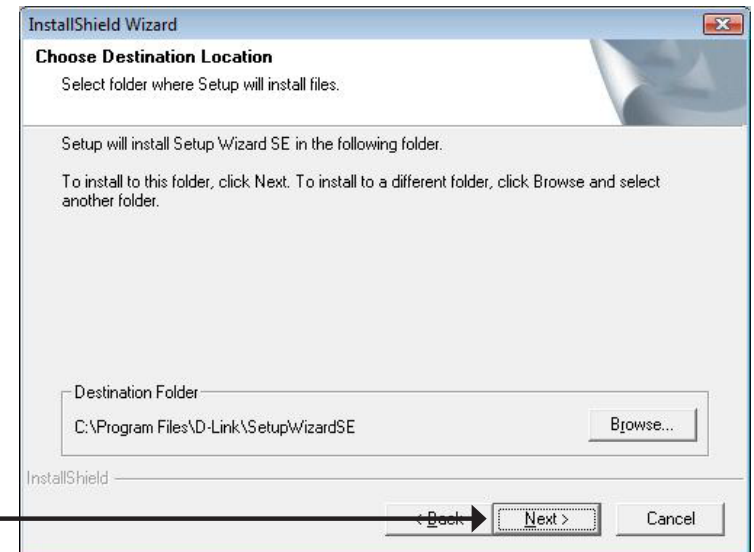 InstallShield Wizard
Choose Destination Location
Select folder where Setup will install files.
Setup will install Setup Wizard SE in the following folder.
To install to this folder, click Next. To install to a different folder, click Browse and select
another folder.
Destination Folder
C:\Program Files\D-Link\SetupWizardSE
Browse...
InstallShield
< Back
Next >
Cancel